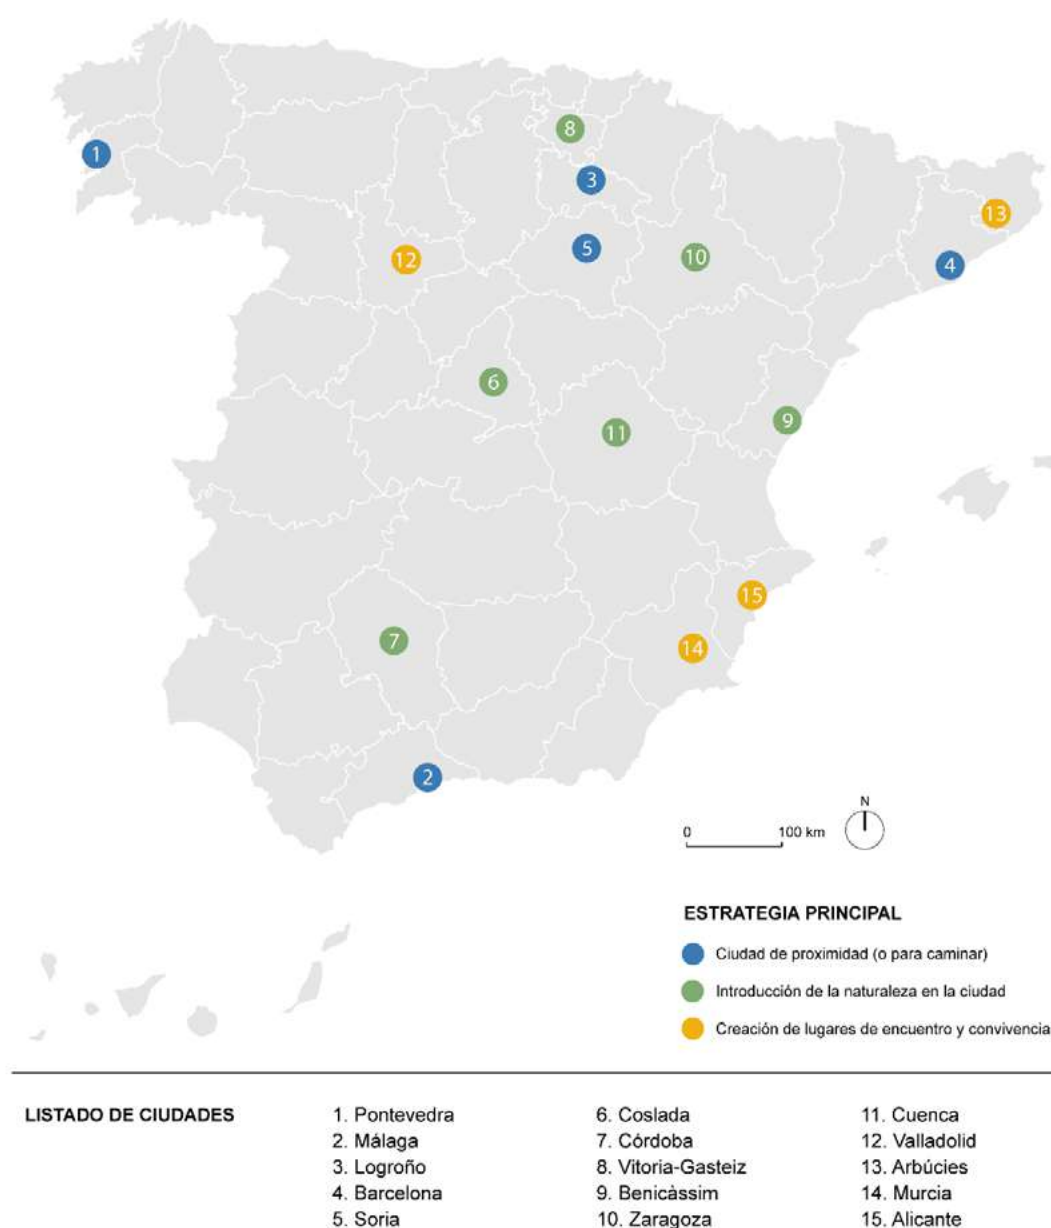 8
1
3
13
5
12
10
4
6
9
11
15
7
14
2
N
0 100 km
ESTRATEGIA PRINCIPAL
Ciudad de proximidad (o para caminar)
Introducción de la naturaleza en la ciudad
Creación de lugares de encuentro y convivencia
LISTADO DE CIUDADES
1. Pontevedra
2. Málaga
3. Logroño
4. Barcelona
5. Soria
6. Coslada
7. Córdoba
8. Vitoria-Gasteiz
9. Benicàssim
10. Zaragoza
11. Cuenca
12. Valladolid
13. Arbúcies
14. Murcia
15. Alicante